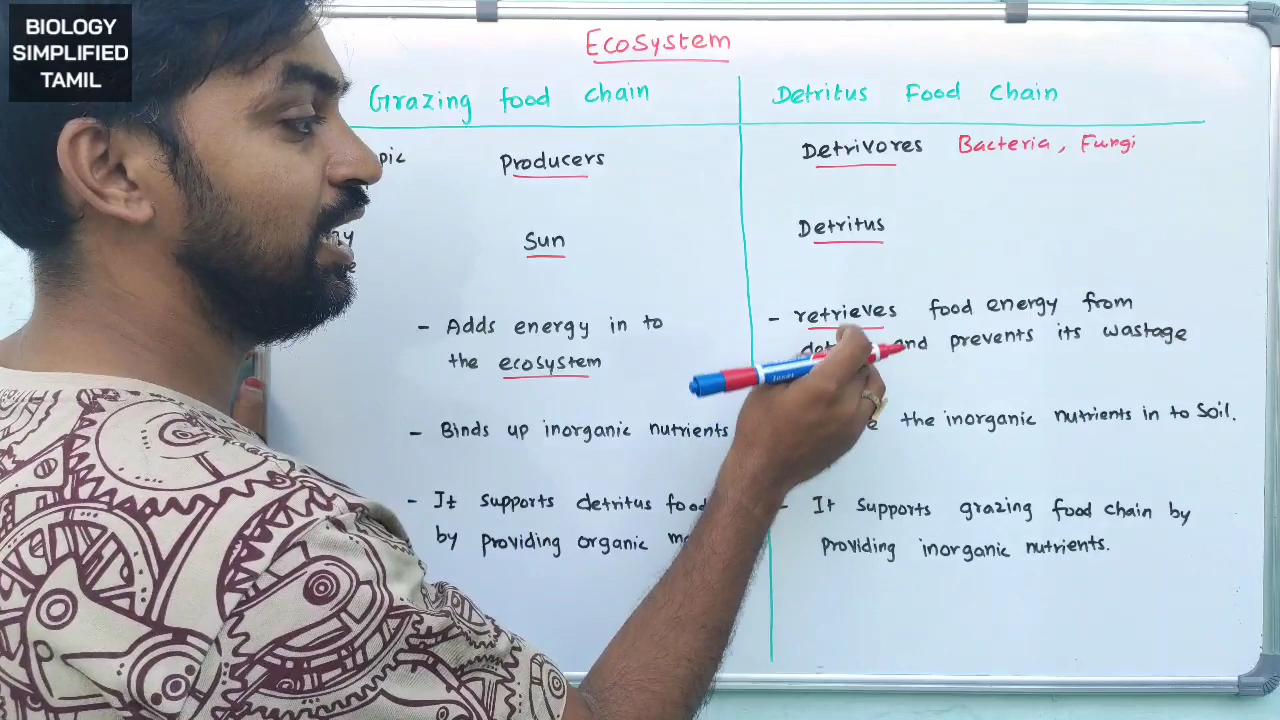 BIOLOGY
SIMPLIFIED
TAMIL
Ecosystem
Grazing food chain
Detritus Food Chain
Producers
Detrivores Bacteria, Fungi
Sun
Detritus
- Adds energy in to
the ecosystem
- retrieves food energy from
and prevents its wastage
- Binds up inorganic nutrients
the inorganic nutrients in to Soil.
- It supports detritus food
by providing organic
- It supports grazing food chain by
providing inorganic nutrients.